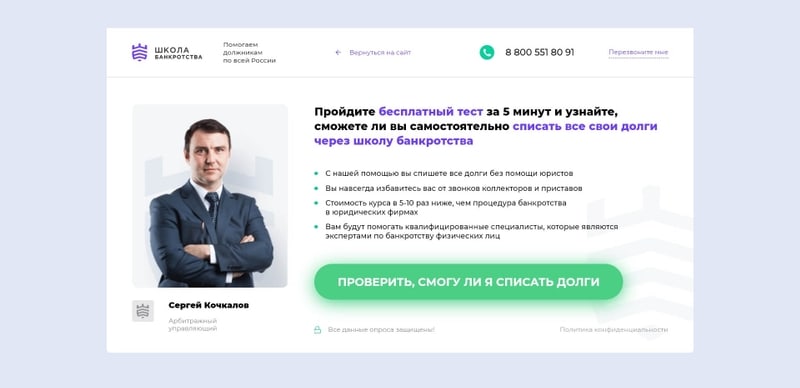 ШКОЛА
БАНКРОТСТВА
Помогаем
должникам
по всей России
Вернуться на сайт
8 800 551 80 91
Перезвоните мне
Пройдите бесплатный тест за 5 минут и узнайте,
сможете ли вы самостоятельно списать все свои долги
через школу банкротства
С нашей помощью вы спишете все долги без помощи юристов
Вы навсегда избавитесь вас от звонков коллекторов и приставов
Стоимость курса в 5-10 раз ниже, чем процедура банкротства
в юридических фирмах
Вам будут помогать квалифицированные специалисты, которые являются
экспертами по банкротству физических лиц
ПРОВЕРИТЬ, СМОГУ ЛИ Я СПИСАТЬ ДОЛГИ
Сергей Кочкалов
Арбитражный
управляющий
Все данные опроса защищены!
Политика конфиденциальности